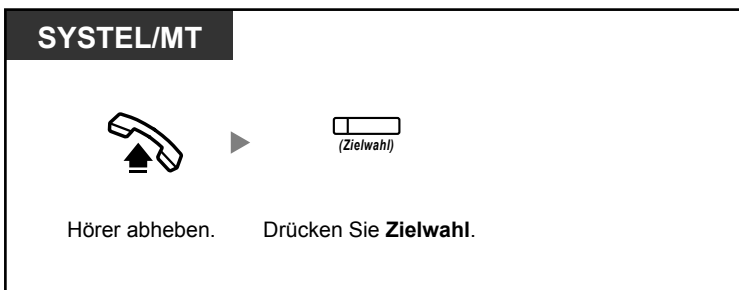 SYSTEL/MT
(Zielwahl)
Hörer abheben.
Drücken Sie Zielwahl.